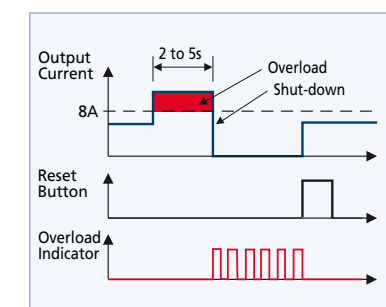 Output
Current
2 to 5s
Overload
Shut-down
8A
Reset
Button
Overload
Indicator